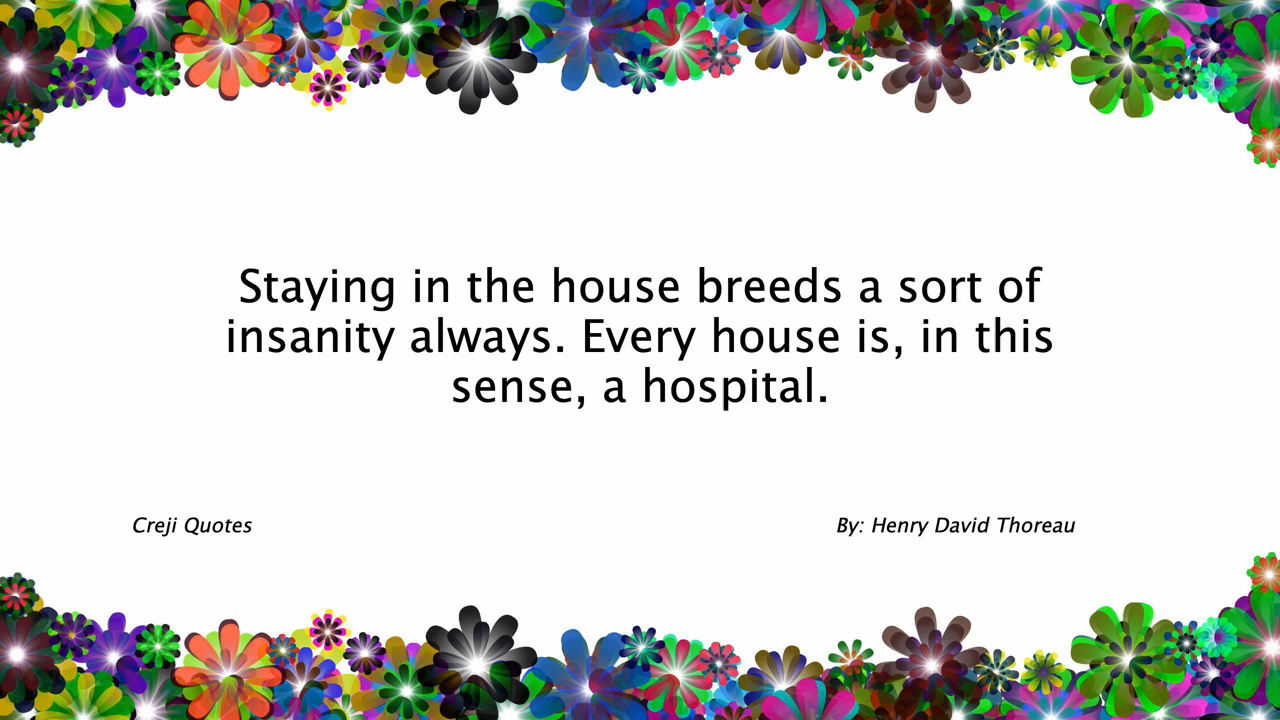 Staying in the house breeds a sort of
insanity always. Every house is, in this
sense, a hospital.
Creji Quotes
By: Henry David Thoreau